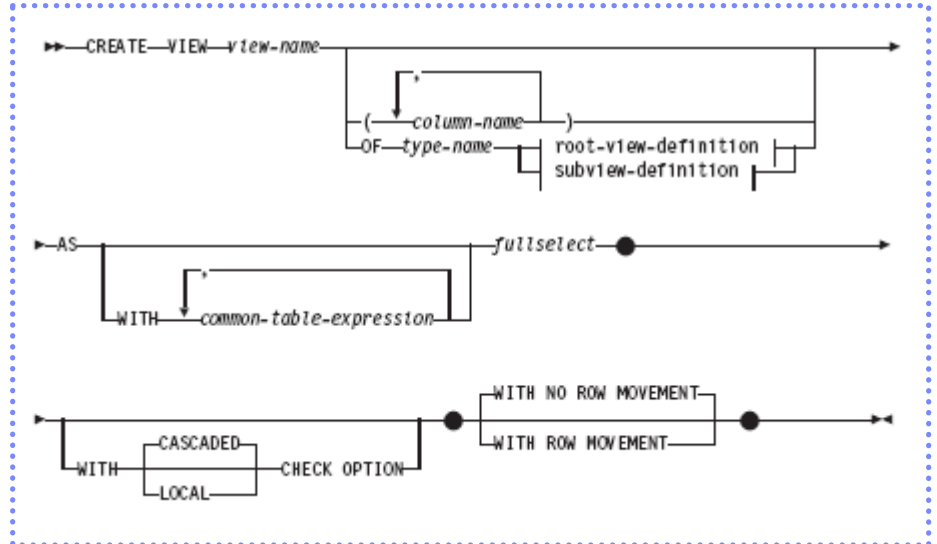 CREATE VIEW view-name
,
( column-name )
OF type-name root-view-definition
subview-definition
AS fullselect
,
WITH common-table-expression
WITH NO ROW MOVEMENT
WITH ROW MOVEMENT
CASCADED
WITH CHECK OPTION
LOCAL